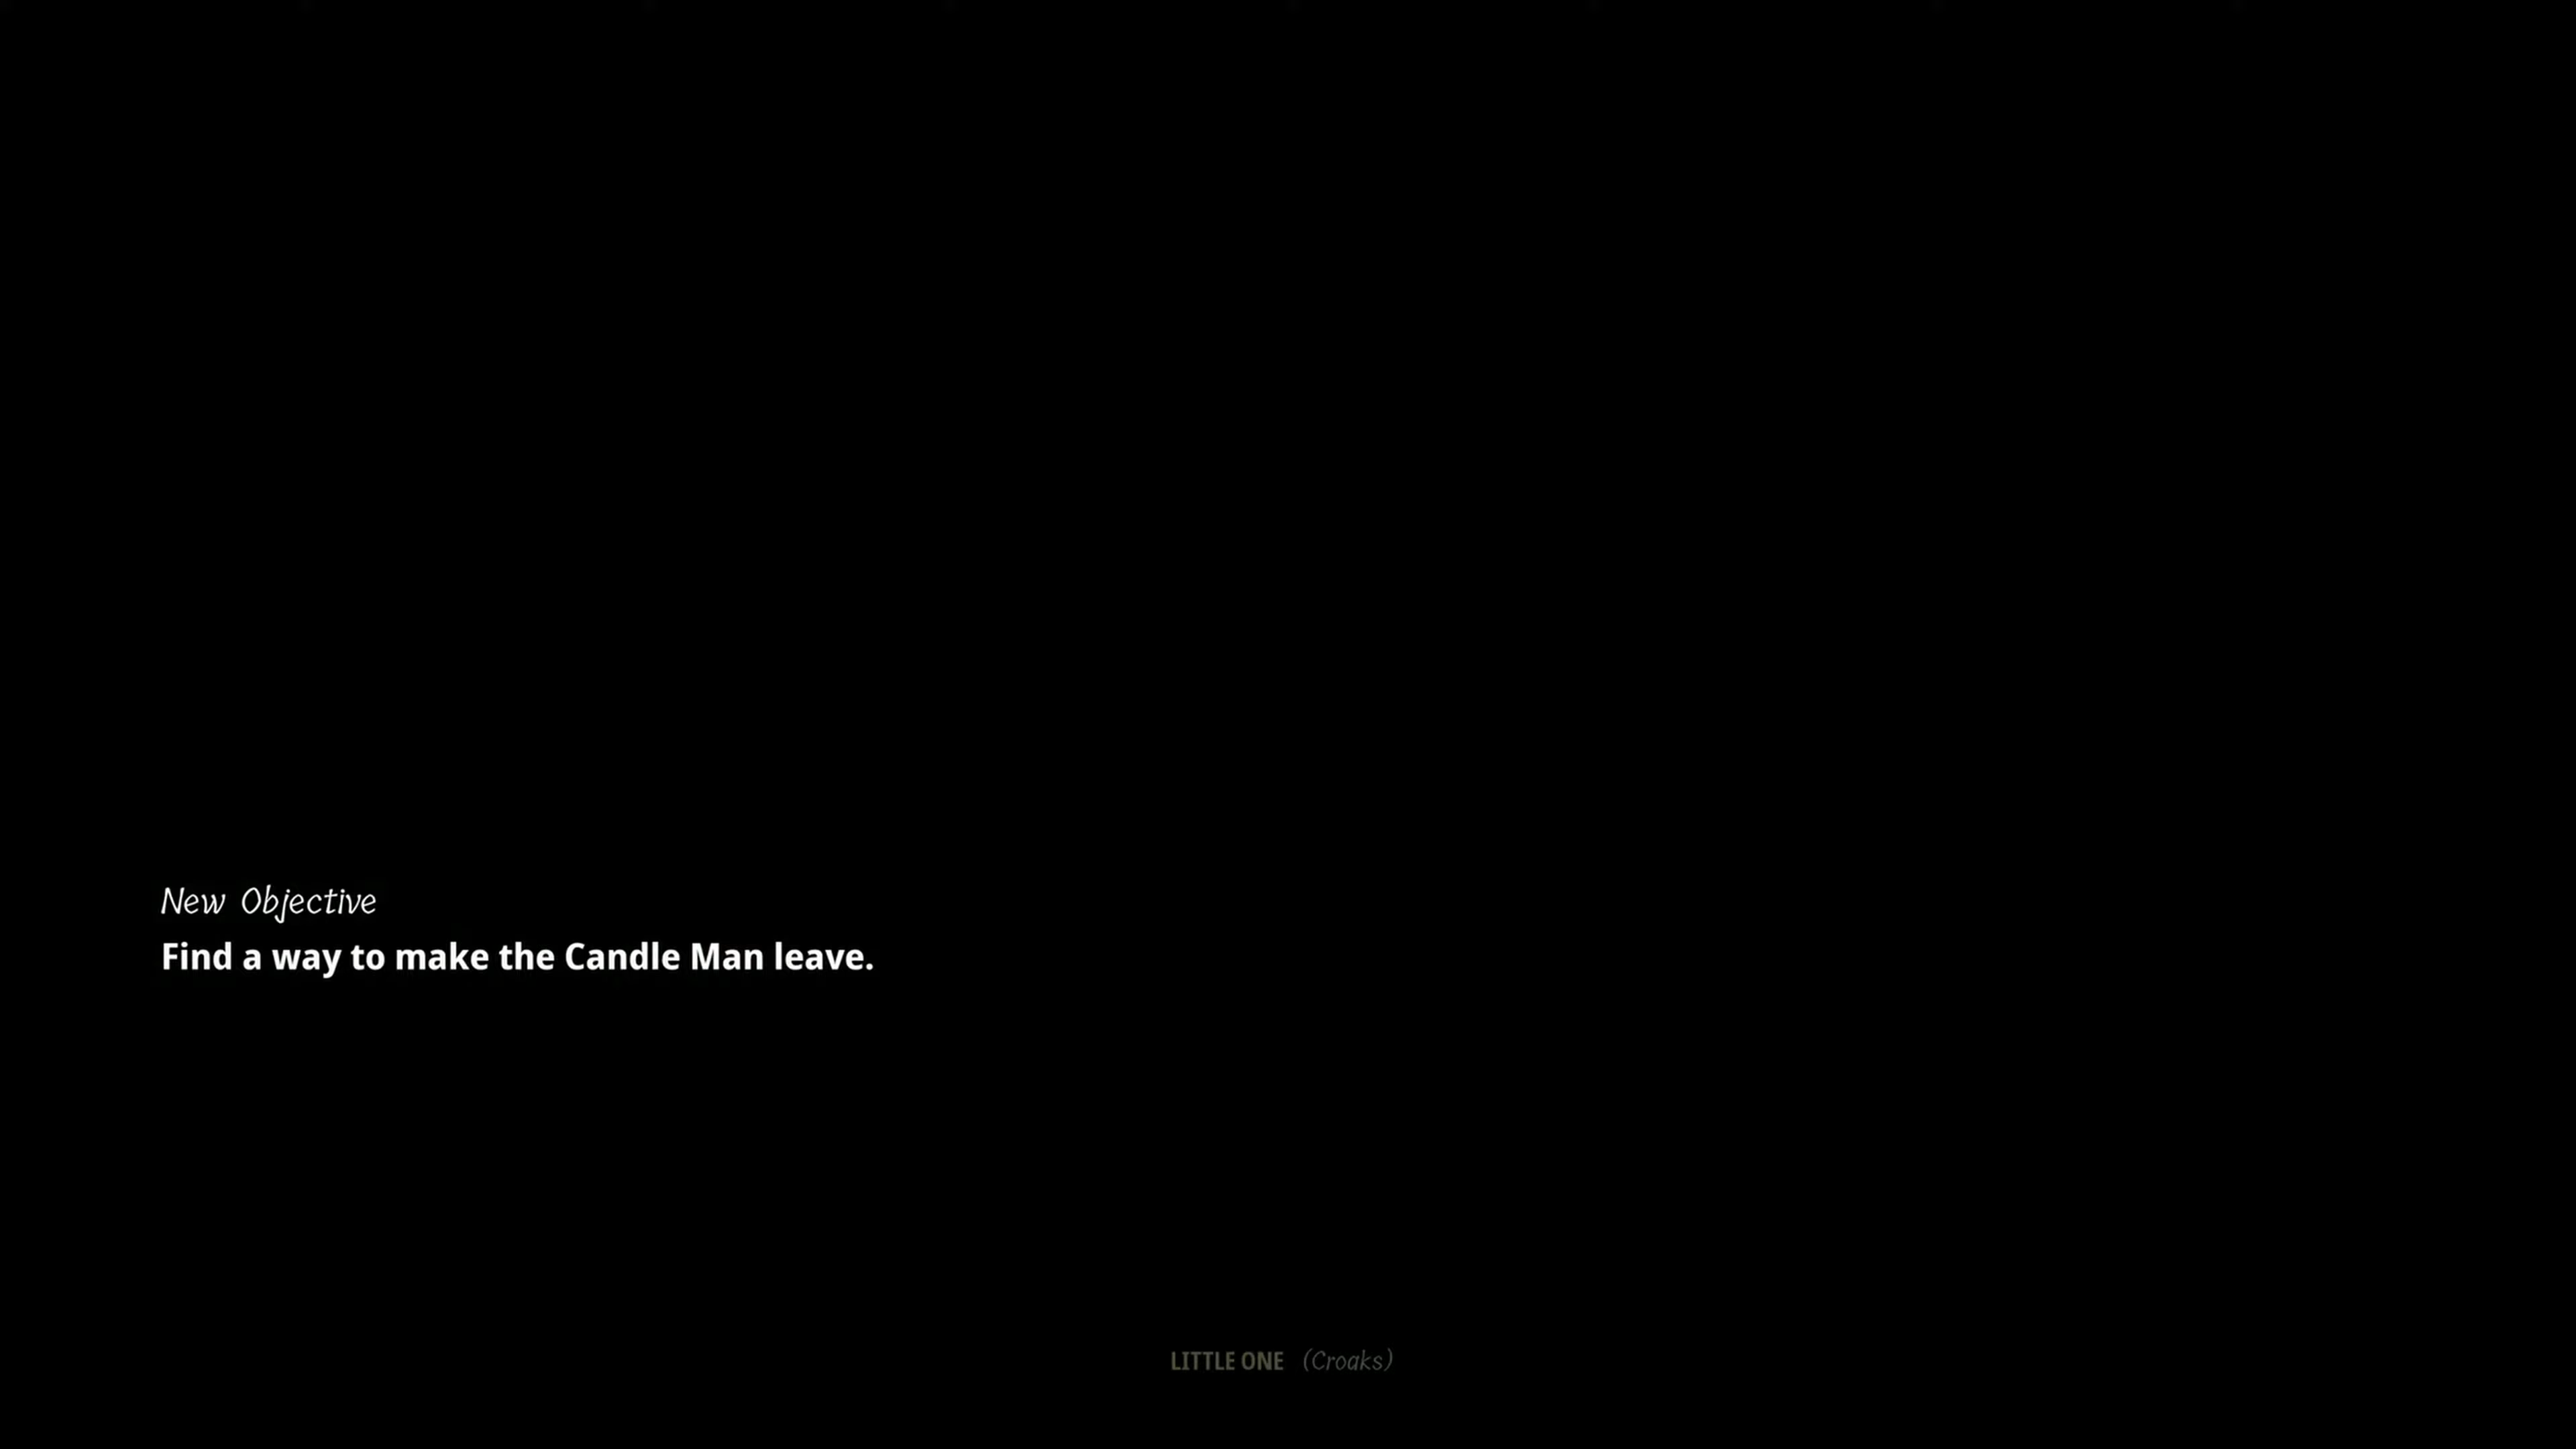 New Objective
Find a way to make the Candle Man leave.
LITTLE ONE (Croaks)